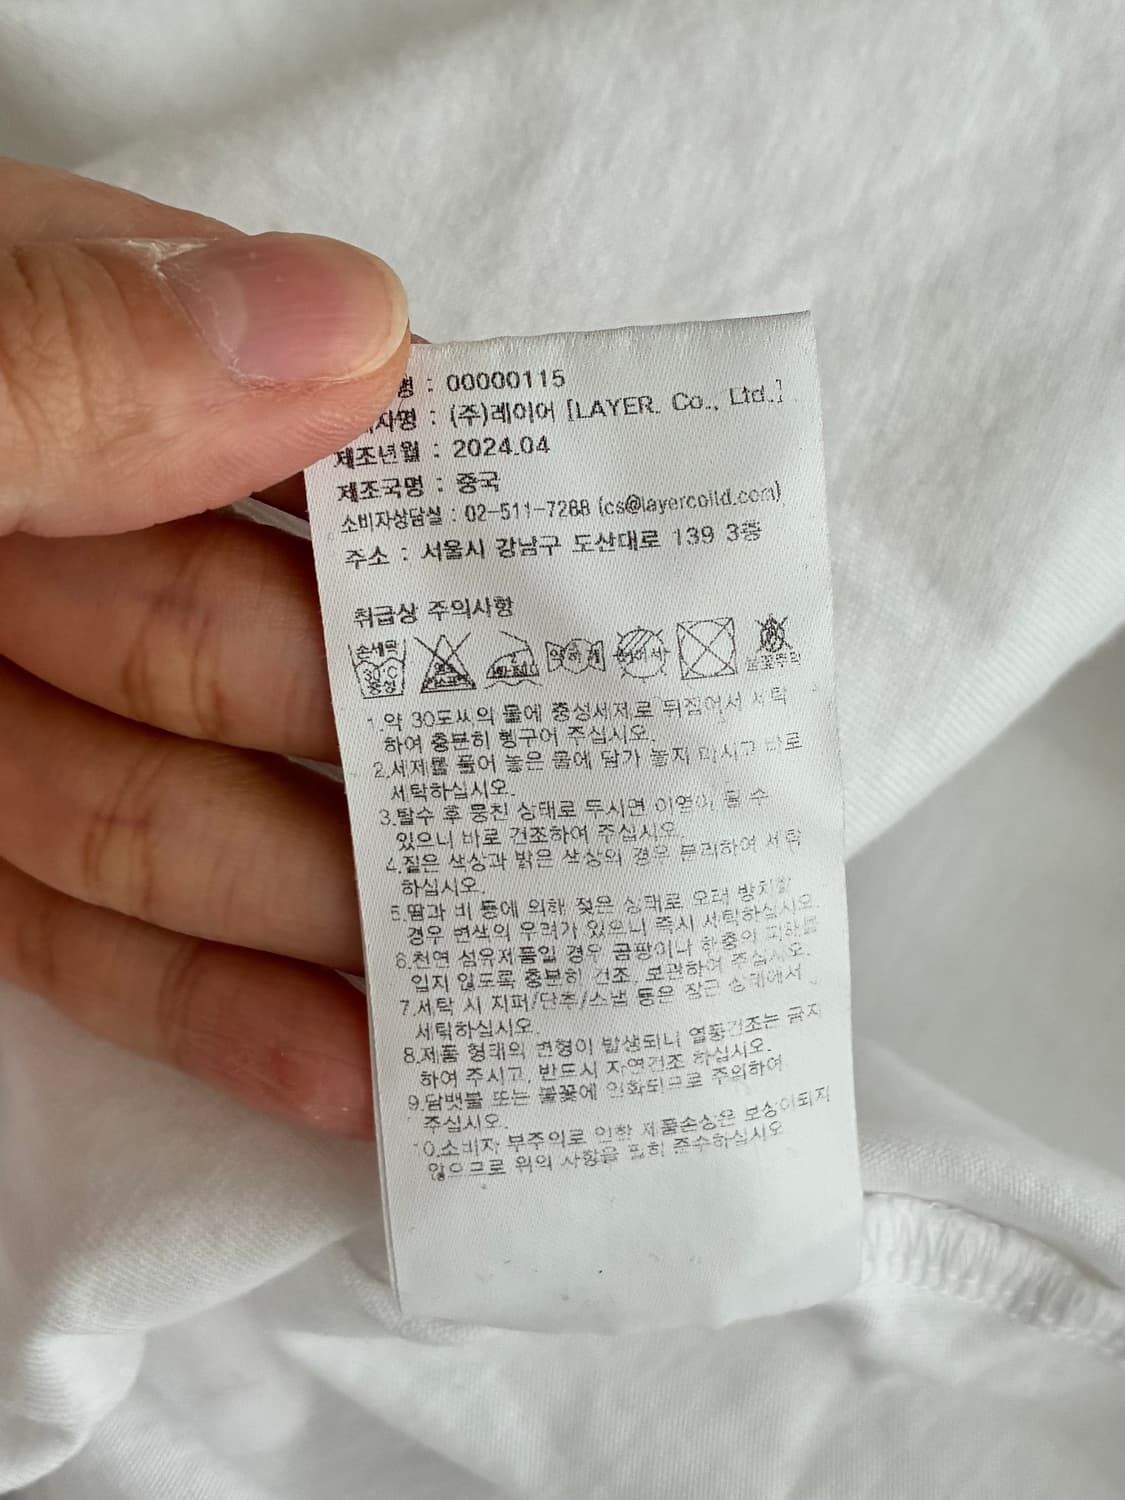 명 : 00000115
자명 : (주)레이어 [LAYER. Co., Ltd.]
제조년월 : 2024.04
제조국명 : 중국
소비자상담실 : 02-511-7288 (cs@layercoltd.com)
주소 : 서울시 강남구 도산대로 139 3층
취급상 주의사항
손세탁
30℃
중성
약하게
1.약 30도씨의 물에 중성세제로 뒤집어서 세탁
하여 충분히 헹구어 주십시오.
2.세제를 풀어 놓은 물에 담가 놓지 마시고 바로
세탁하십시오.
3.탈수 후 뭉친 상태로 두시면 이염이 될 수
있으니 바로 건조하여 주십시오.
4.짙은 색상과 밝은 색상의 경우 분리하여 세탁
하십시오.
5.땀과 비 등에 의해 젖은 상태로 오래 방치할
경우 변색의 우려가 있으니 즉시 세탁하십시오.
6.천연 섬유제품일 경우 곰팡이나 해충의 피해를
입지 않도록 충분히 건조, 보관하여 주십시오.
7.세탁 시 지퍼/단추/스냅 등은 잠근 상태에서
세탁하십시오.
8.제품 형태의 변형이 발생되니 열풍건조는 금지
하여 주시고, 반드시 자연건조 하십시오.
9.담뱃불 또는 불꽃에 인화되므로 주의하여
주십시오.
10.소비자 부주의로 인한 제품손상은 보상이되지
않으므로 위의 사항을 필히 준수하십시오